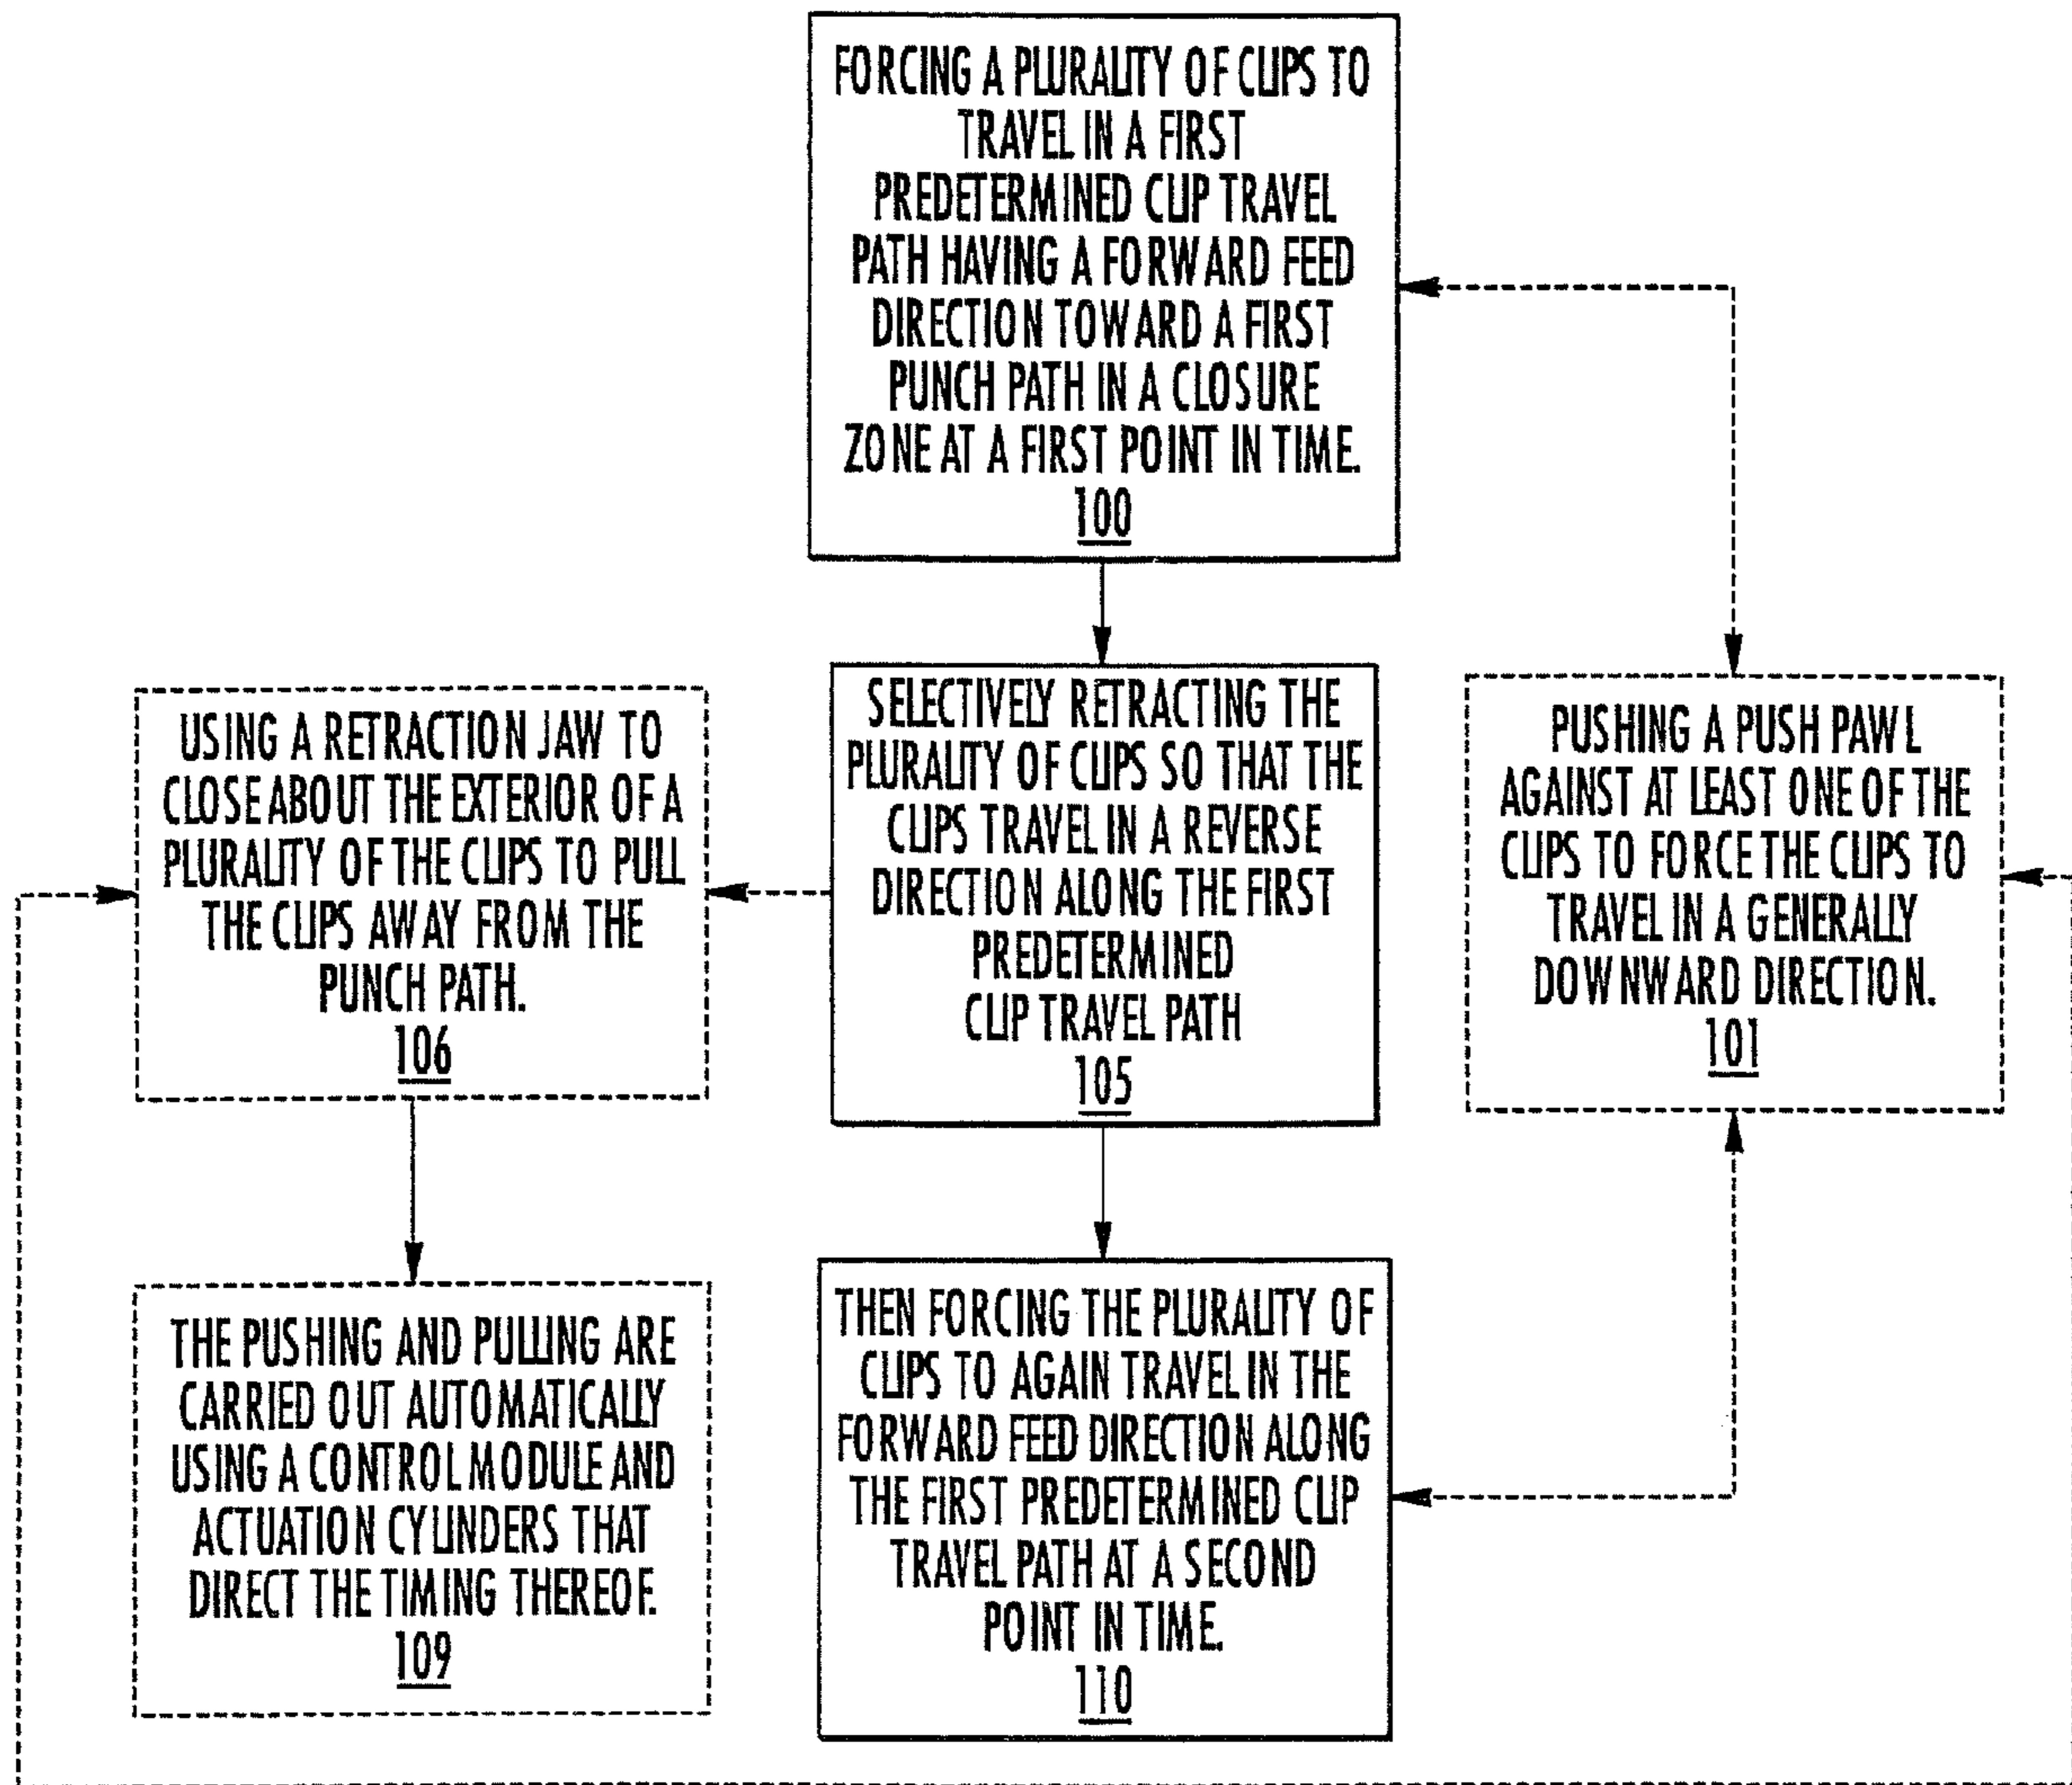 FORCING A PLURALITY OF CLIPS TO
TRAVEL IN A FIRST
PREDETERMINED CLIP TRAVEL
PATH HAVING A FORWARD FEED
DIRECTION TOWARD A FIRST
PUNCH PATH IN A CLOSURE
ZONE AT A FIRST POINT IN TIME.
100
USING A RETRACTION JAW TO
CLOSE ABOUT THE EXTERIOR OF A
PLURALITY OF THE CLIPS TO PULL
THE CLIPS AWAY FROM THE
PUNCH PATH.
106
SELECTIVELY RETRACTING THE
PLURALITY OF CLIPS SO THAT THE
CLIPS TRAVEL IN A REVERSE
DIRECTION ALONG THE FIRST
PREDETERMINED
CLIP TRAVEL PATH
105
PUSHING A PUSH PAWL
AGAINST AT LEAST ONE OF THE
CLIPS TO FORCE THE CLIPS TO
TRAVEL IN A GENERALLY
DOWNWARD DIRECTION.
101
THE PUSHING AND PULLING ARE
CARRIED OUT AUTOMATICALLY
USING A CONTROL MODULE AND
ACTUATION CYLINDERS THAT
DIRECT THE TIMING THEREOF.
109
THEN FORCING THE PLURALITY OF
CLIPS TO AGAIN TRAVEL IN THE
FORWARD FEED DIRECTION ALONG
THE FIRST PREDETERMINED CLIP
TRAVEL PATH AT A SECOND
POINT IN TIME.
110